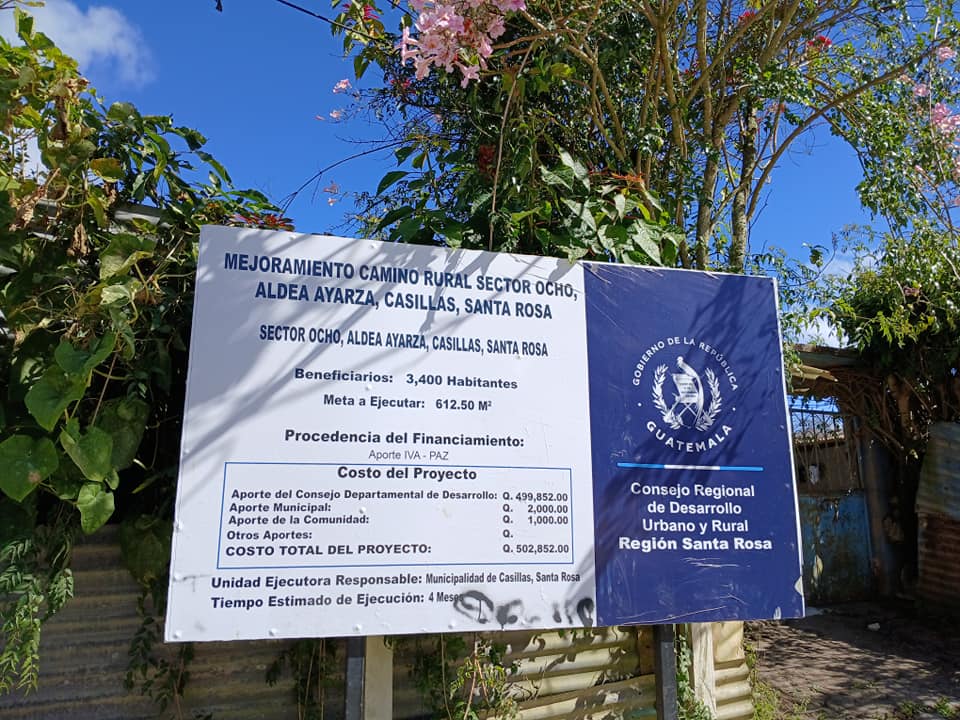 MEJORAMIENTO CAMINO RURAL SECTOR OCHO,
ALDEA AYARZA, CASILLAS, SANTA ROSA
SECTOR OCHO, ALDEA AYARZA, CASILLAS, SANTA ROSA
Beneficiarios: 3,400 Habitantes
Meta a Ejecutar: 612.50 M²
Procedencia del Financiamiento:
Aporte IVA - PAZ
Costo del Proyecto
Aporte del Consejo Departamental de Desarrollo: Q. 499,852.00
Aporte Municipal: Q. 2,000.00
Aporte de la Comunidad: Q. 1,000.00
Otros Aportes: Q.
COSTO TOTAL DEL PROYECTO: Q. 502,852.00
Unidad Ejecutora Responsable: Municipalidad de Casillas, Santa Rosa
Tiempo Estimado de Ejecución: 4 Meses
GOBIERNO DE LA REPÚBLICA
GUATEMALA
Consejo Regional
de Desarrollo
Urbano y Rural
Región Santa Rosa